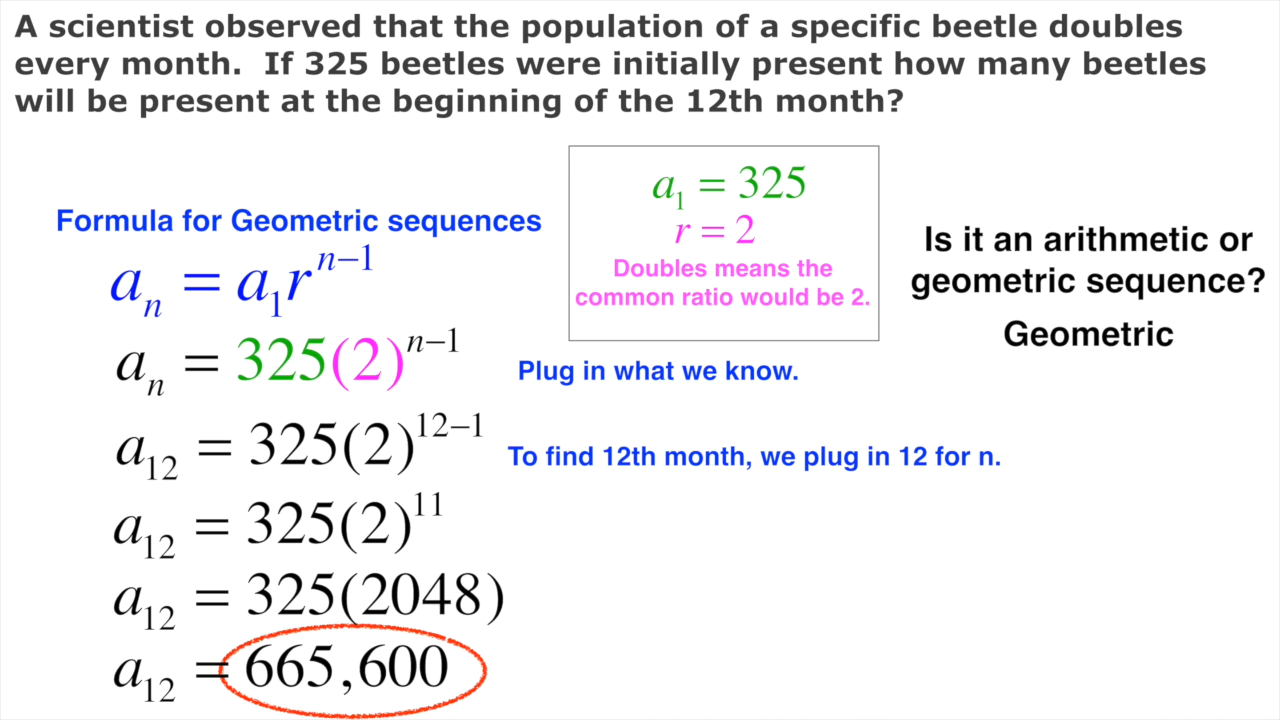 A scientist observed that the population of a specific beetle doubles
every month.  If 325 beetles were initially present how many beetles
will be present at the beginning of the 12th month?
a₁ = 325
r = 2
Doubles means the
common ratio would be 2.
Is it an arithmetic or
geometric sequence?
Geometric
Formula for Geometric sequences
aₙ = a₁rⁿ⁻¹
aₙ = 325(2)ⁿ⁻¹
Plug in what we know.
a₁₂ = 325(2)¹²⁻¹
To find 12th month, we plug in 12 for n.
a₁₂ = 325(2)¹¹
a₁₂ = 325(2048)
a₁₂ = 665,600